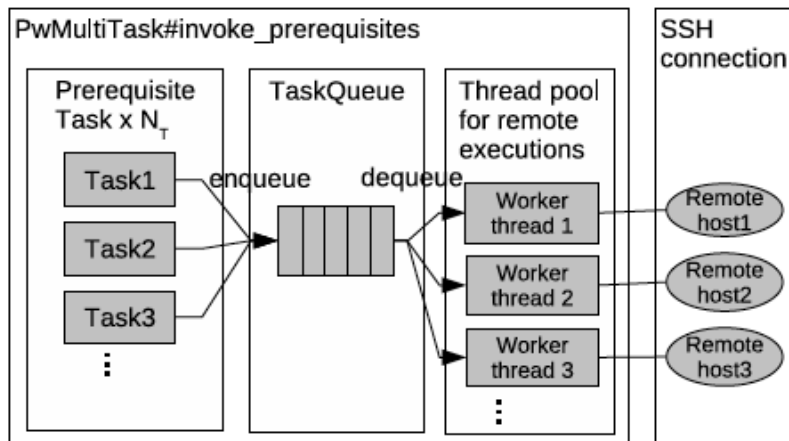 PwMultiTask#invoke_prerequisites
SSH
connection
Prerequisite
Task x N_T
TaskQueue
Thread pool
for remote
executions
enqueue
dequeue
Task1
Task2
Task3
Worker
thread 1
Worker
thread 2
Worker
thread 3
Remote
host1
Remote
host2
Remote
host3